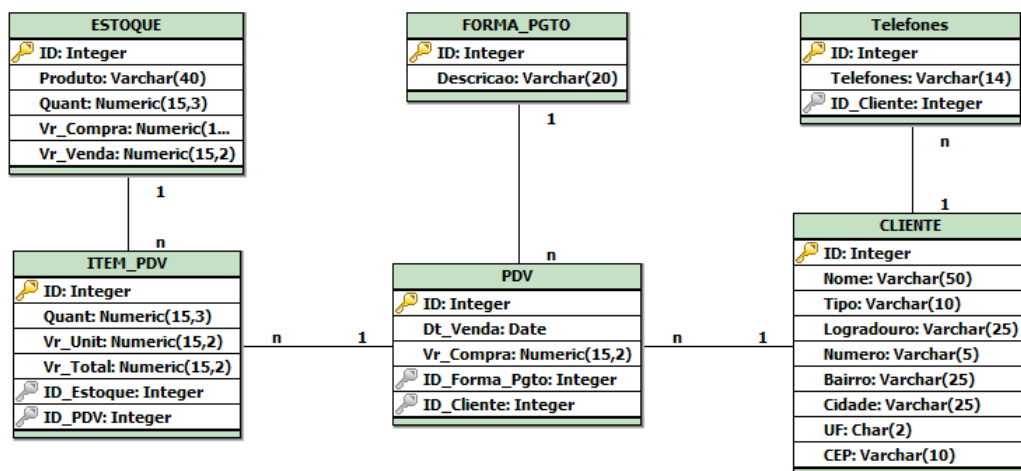 ESTOQUE
ID: Integer
Produto: Varchar(40)
Quant: Numeric(15,3)
Vr_Compra: Numeric(1...
Vr_Venda: Numeric(15,2)
FORMA_PGTO
ID: Integer
Descricao: Varchar(20)
Telefones
ID: Integer
Telefones: Varchar(14)
ID_Cliente: Integer
1
n
1
n
n
1
ITEM_PDV
ID: Integer
Quant: Numeric(15,3)
Vr_Unit: Numeric(15,2)
Vr_Total: Numeric(15,2)
ID_Estoque: Integer
ID_PDV: Integer
n
1
PDV
ID: Integer
Dt_Venda: Date
Vr_Compra: Numeric(15,2)
ID_Forma_Pgto: Integer
ID_Cliente: Integer
n
1
CLIENTE
ID: Integer
Nome: Varchar(50)
Tipo: Varchar(10)
Logradouro: Varchar(25)
Numero: Varchar(5)
Bairro: Varchar(25)
Cidade: Varchar(25)
UF: Char(2)
CEP: Varchar(10)